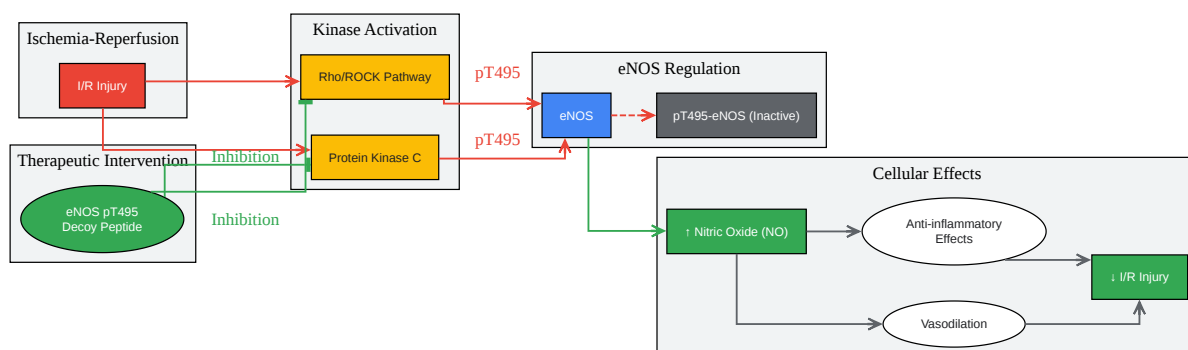 Ischemia-Reperfusion
I/R Injury
Kinase Activation
Rho/ROCK Pathway
Protein Kinase C
Therapeutic Intervention
eNOS pT495
Decoy Peptide
Inhibition
Inhibition
pT495
pT495
eNOS Regulation
eNOS
pT495-eNOS (Inactive)
Cellular Effects
↑ Nitric Oxide (NO)
Anti-inflammatory
Effects
Vasodilation
↓ I/R Injury